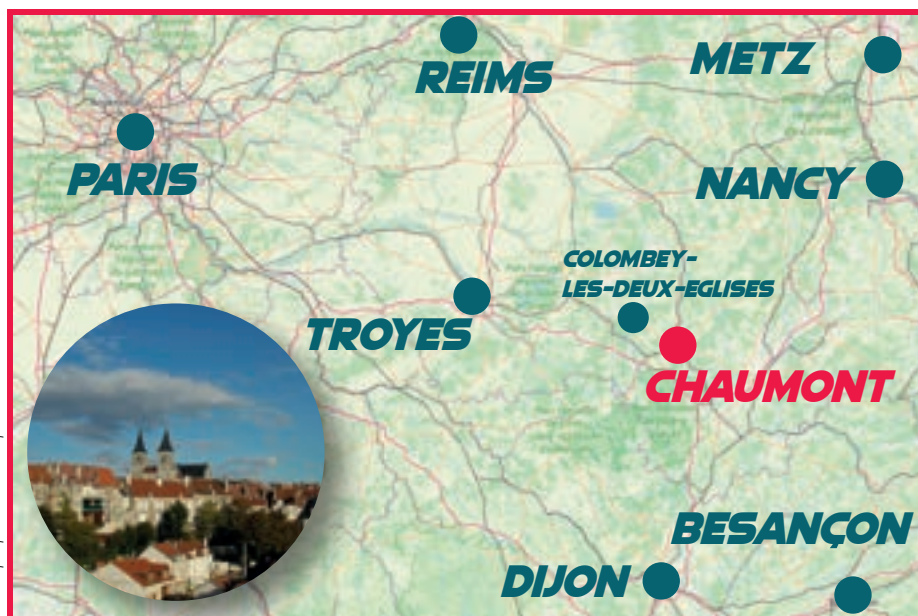 REIMS
METZ
PARIS
NANCY
COLOMBEY-
LES-DEUX-EGLISES
TROYES
CHAUMONT
BESANÇON
DIJON